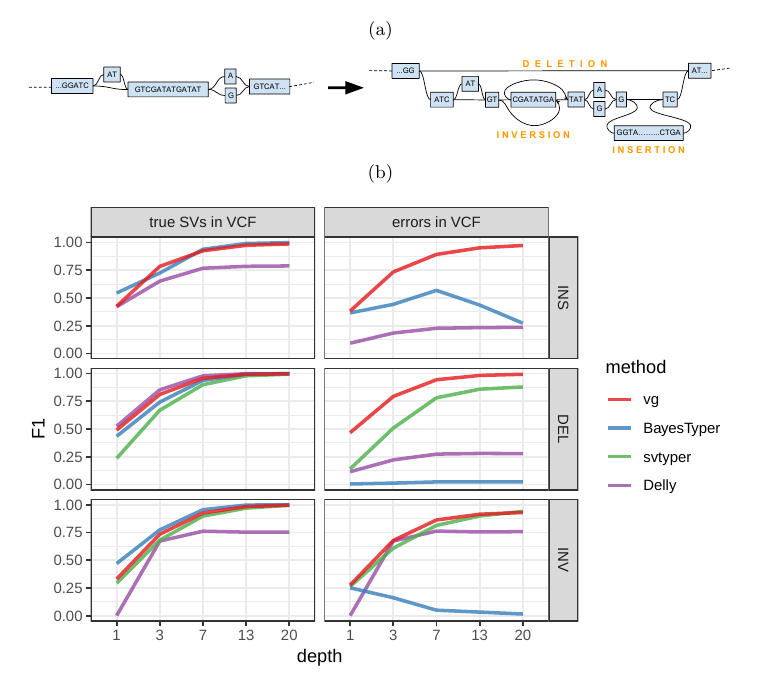 (a)
...GGATC
AT
GTCGATATGATAT
A
G
GTCAT...
...GG
DELETION
AT...
ATC
AT
GT
CGATATGA
TAT
A
G
G
TC
INVERSION
GGTA.........CTGA
INSERTION
(b)
true SVs in VCF
errors in VCF
1.00
0.75
0.50
0.25
0.00
INS
1.00
0.75
0.50
0.25
0.00
DEL
1.00
0.75
0.50
0.25
0.00
INV
F1
1 3 7 13 20
1 3 7 13 20
depth
method
vg
BayesTyper
svtyper
Delly